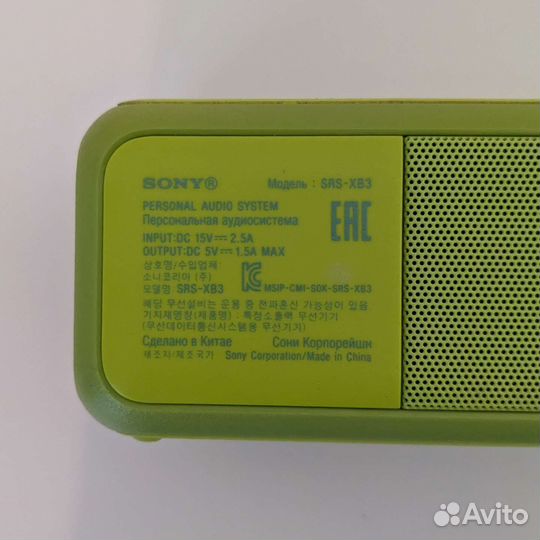 SONY® Модель : SRS-XB3
PERSONAL AUDIO SYSTEM
Персональная аудиосистема
EAC
INPUT:DC 15V⎓2.5A
OUTPUT:DC 5V⎓1.5A MAX
상호명/수입업체:
소니코리아 (주)
모델명 SRS-XB3 MSIP-CMI-SOK-SRS-XB3
해당 무선설비는 운용 중 전파혼신 가능성이 있음.
기자재명칭(제품명) : 특정소출력 무선기기
(무선데이터통신시스템용 무선기기)
Сделано в Китае Сони Корпорейшн
제조자/제조국가 Sony Corporation/Made in China
Avito